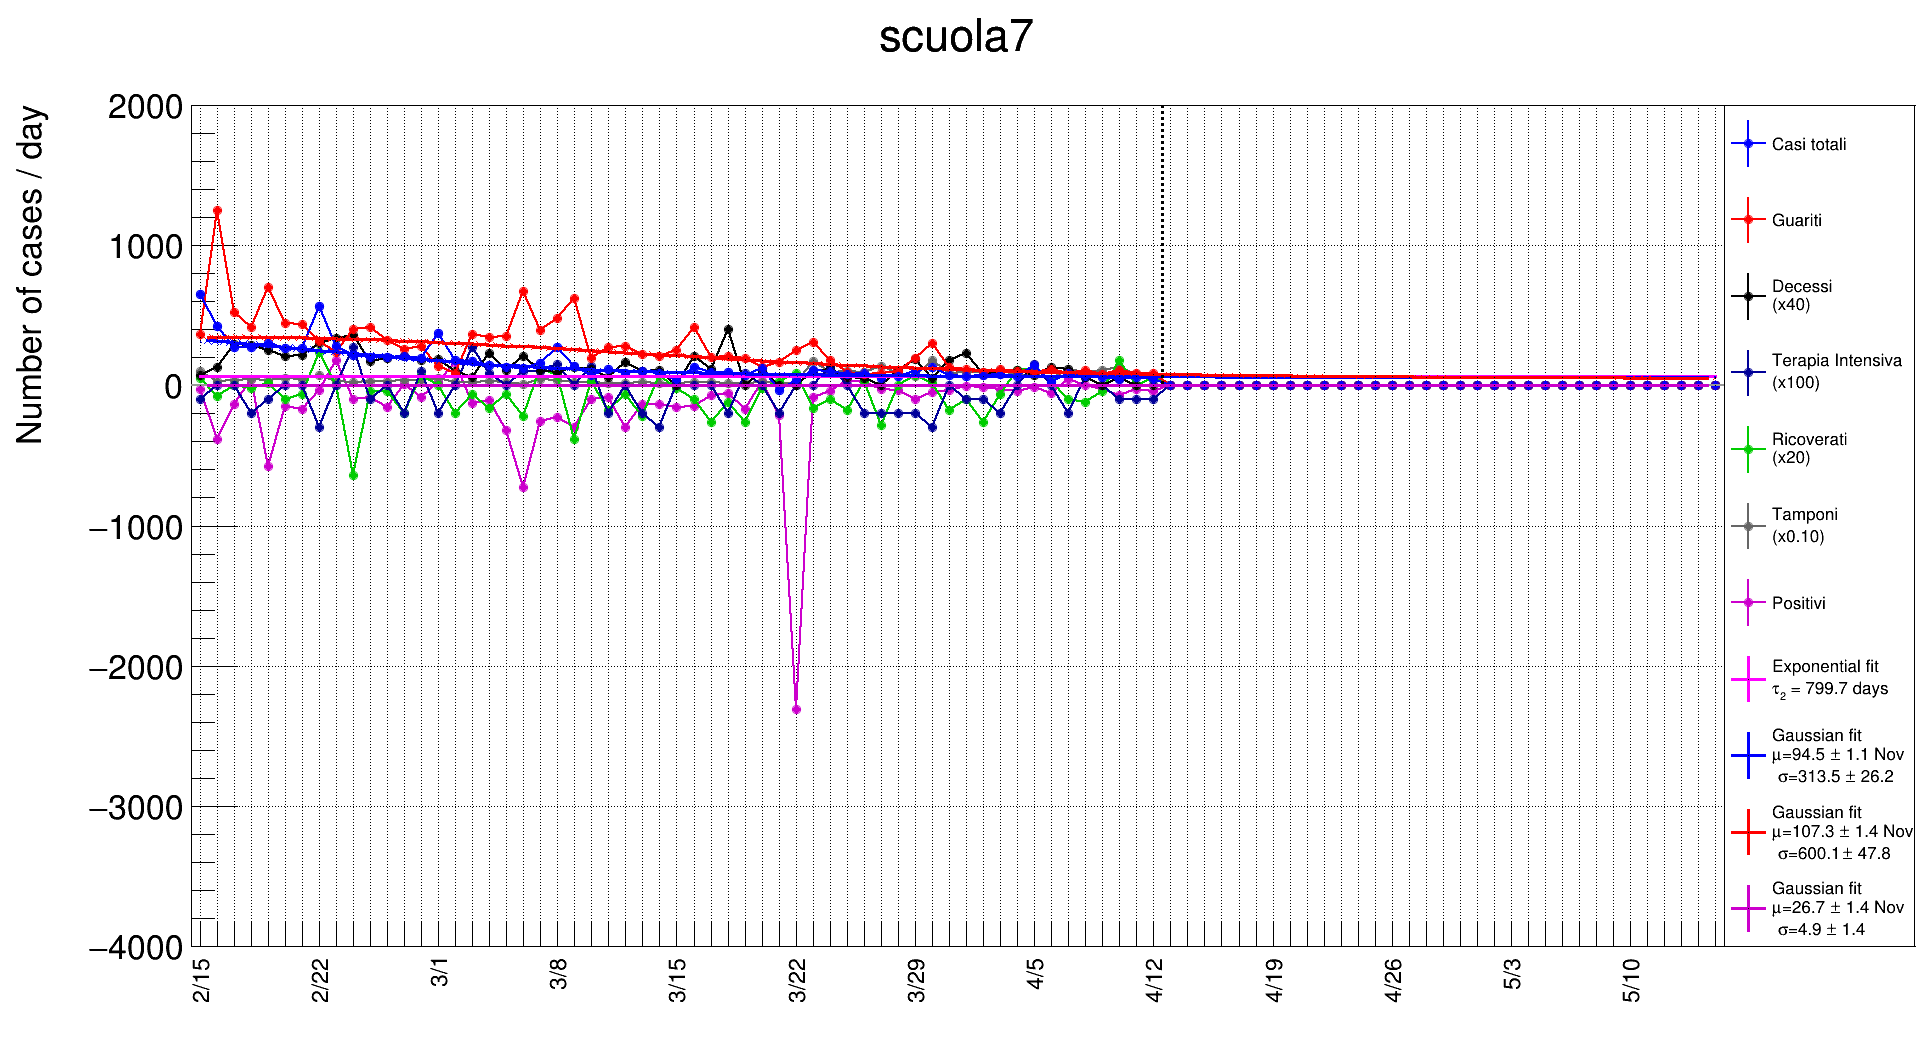 scuola7
Number of cases / day
2000
1000
0
−1000
−2000
−3000
−4000
2/15
2/22
3/1
3/8
3/15
3/22
3/29
4/5
4/12
4/19
4/26
5/3
5/10
Casi totali
Guariti
Decessi
(x40)
Terapia Intensiva
(x100)
Ricoverati
(x20)
Tamponi
(x0.10)
Positivi
Exponential fit
τ2 = 799.7 days
Gaussian fit
μ=94.5 ± 1.1 Nov
σ=313.5 ± 26.2
Gaussian fit
μ=107.3 ± 1.4 Nov
σ=600.1 ± 47.8
Gaussian fit
μ=26.7 ± 1.4 Nov
σ=4.9 ± 1.4